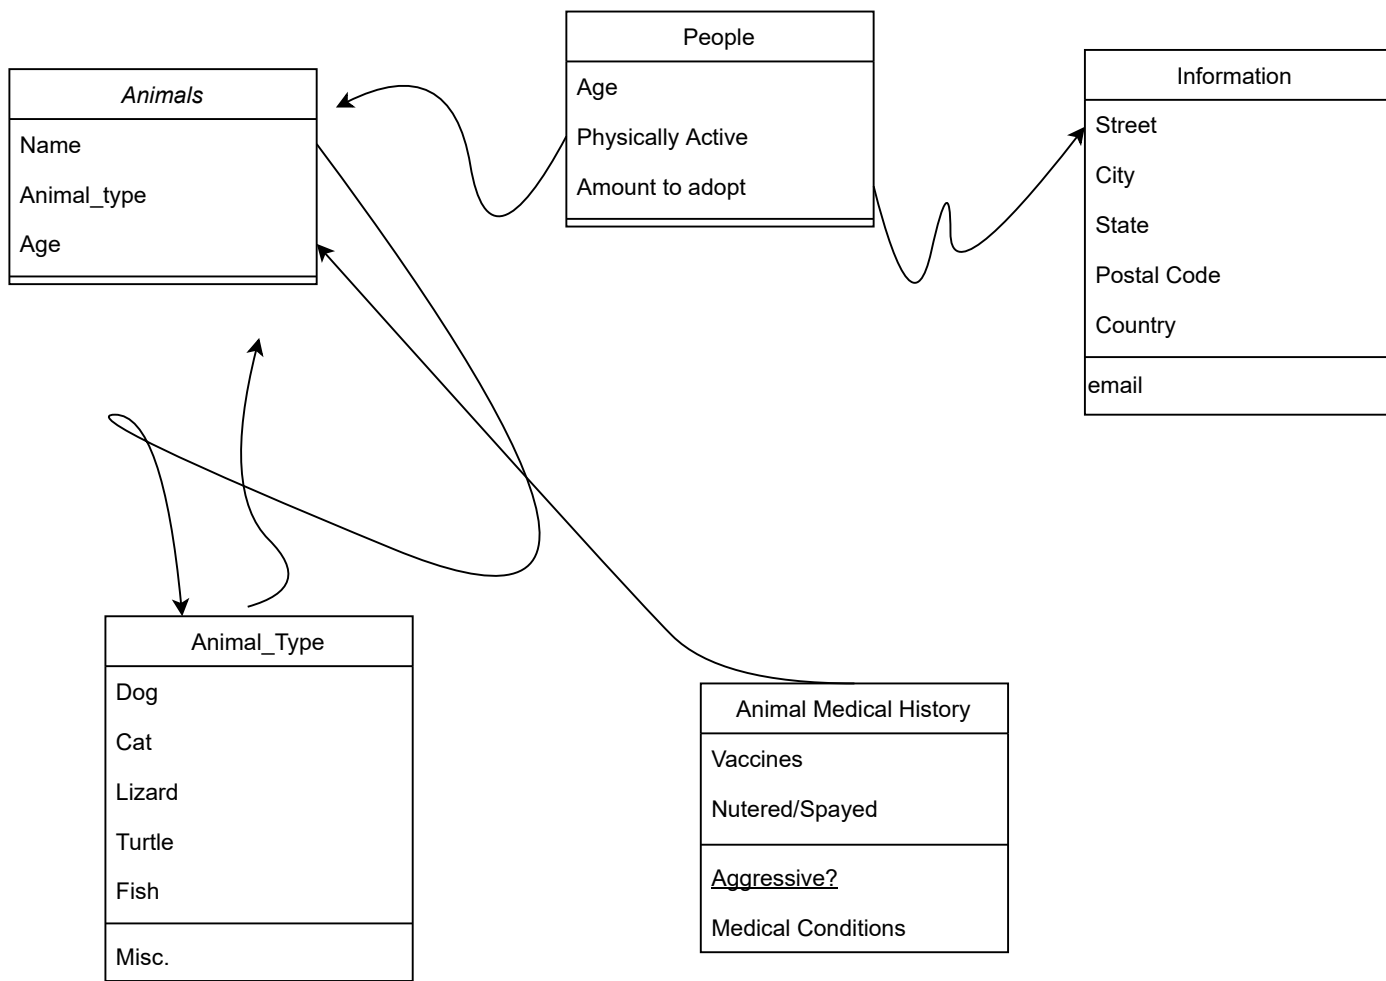 Animals
Name
Animal_type
Age
People
Age
Physically Active
Amount to adopt
Information
Street
City
State
Postal Code
Country
email
Animal_Type
Dog
Cat
Lizard
Turtle
Fish
Misc.
Animal Medical History
Vaccines
Nutered/Spayed
Aggressive?
Medical Conditions